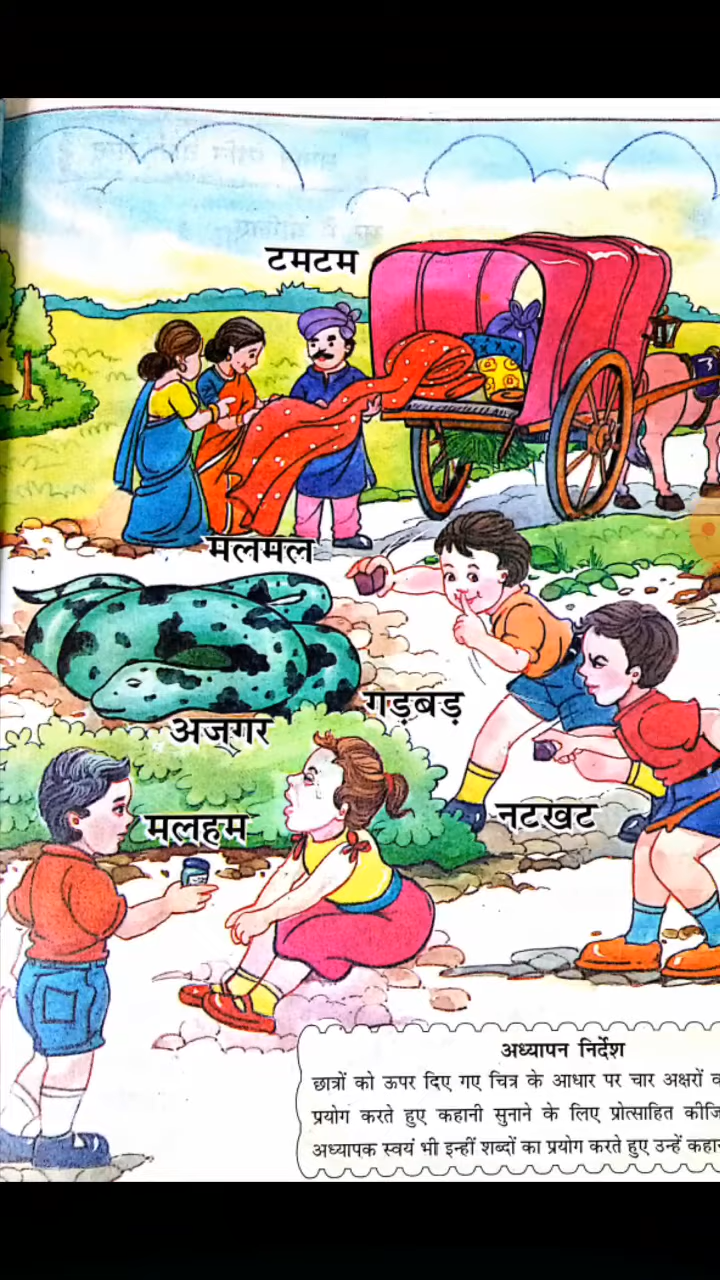 टमटम
मलमल
गड़बड़
अजगर
नटखट
मलहम
अध्यापन निर्देश
छात्रों को ऊपर दिए गए चित्र के आधार पर चार अक्षरों
प्रयोग करते हुए कहानी सुनाने के लिए प्रोत्साहित
अध्यापक स्वयं भी इन्हीं शब्दों का प्रयोग करते हुए उन्हें